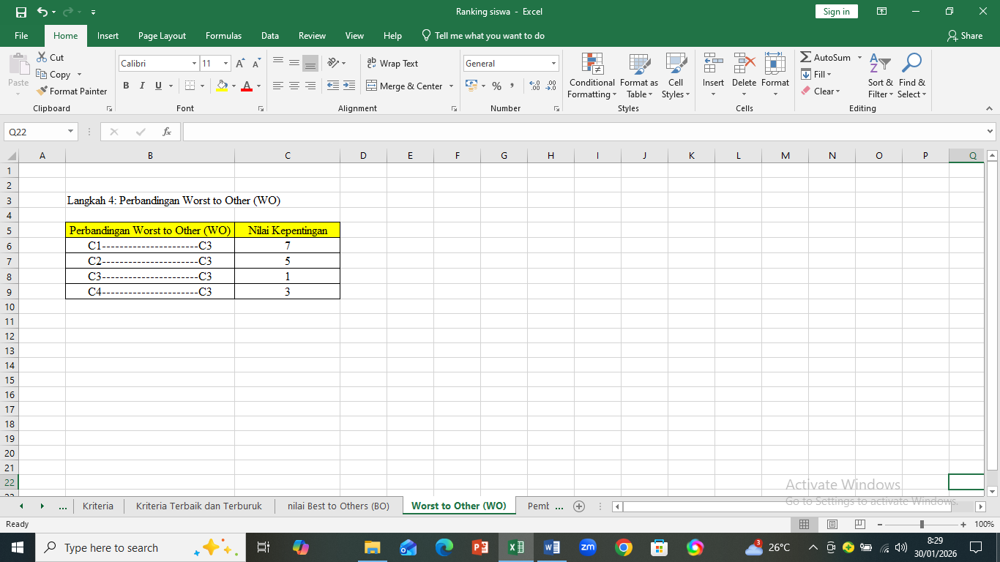 Ranking siswa - Excel
Sign in
File Home Insert Page Layout Formulas Data Review View Help Tell me what you want to do Share
Paste
Cut
Copy
Format Painter
Clipboard
Calibri 11
B I U
Font
Wrap Text
Merge & Center
Alignment
General
Number
Conditional Formatting
Format as Table
Cell Styles
Styles
Insert Delete Format
Cells
AutoSum
Fill
Clear
Sort & Filter
Find & Select
Editing
Q22
fx
A B C D E F G H I J K L M N O P Q
1
2
3 Langkah 4: Perbandingan Worst to Other (WO)
4
5 Perbandingan Worst to Other (WO) Nilai Kepentingan
6 C1----------------------C3 7
7 C2----------------------C3 5
8 C3----------------------C3 1
9 C4----------------------C3 3
10
11
12
13
14
15
16
17
18
19
20
21
22
Activate Windows
Go to Settings to activate Windows.
... Kriteria Kriteria Terbaik dan Terburuk nilai Best to Others (BO) Worst to Other (WO) Pemb ...
Ready 100%
Type here to search
zm
3
26°C
8:29
30/01/2026